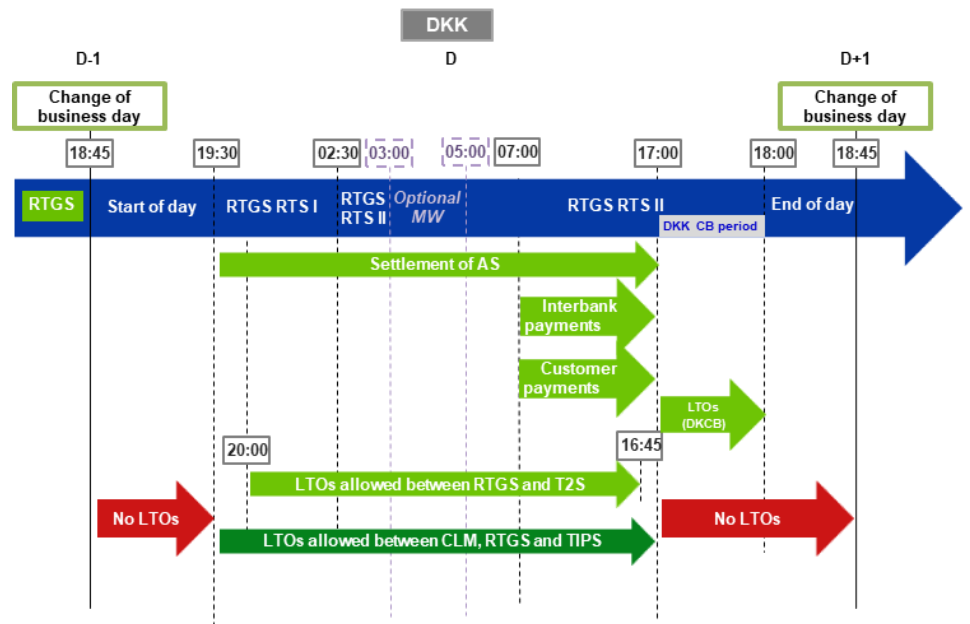 DKK
D-1
D
D+1
Change of
business day
Change of
business day
18:45
19:30
02:30
03:00
05:00
07:00
17:00
18:00
18:45
RTGS
Start of day
RTGS RTS I
RTGS
RTS II
Optional
MW
RTGS RTS II
End of day
DKK CB period
Settlement of AS
Interbank
payments
Customer
payments
LTOs
(DKCB)
20:00
16:45
LTOs allowed between RTGS and T2S
No LTOs
No LTOs
LTOs allowed between CLM, RTGS and TIPS